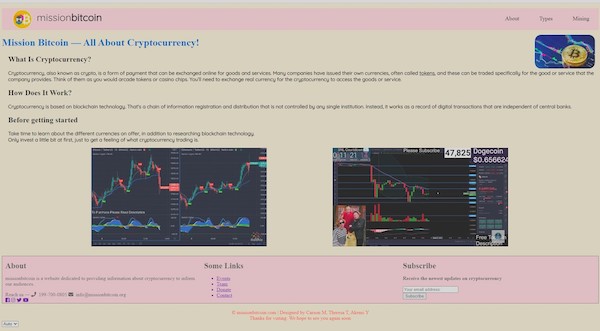 missionbitcoin
About Types Mining
Mission Bitcoin — All About Cryptocurrency!
What Is Cryptocurrency?
Cryptocurrency, also known as crypto, is a form of payment that can be exchanged online for goods and services. Many companies have issued their own currencies, often called tokens, and these can be traded specifically for the good or service that the
company provides. Think of them as you would arcade tokens or casino chips. You'll need to exchange real currency for the cryptocurrency to access the goods or service.
How Does It Work?
Cryptocurrency is based on blockchain technology. That's a chain of information registration and distribution that is not controlled by any single institution. Instead, it works as a record of digital transactions that are independent of central banks.
Before getting started
Take time to learn about the different currencies on offer, in addition to researching blockchain technology.
Only invest a little bit at first, just to get a feeling of what cryptocurrency trading is.
Please Subscribe
47,825
Dogecoin
$0.656624
11 21
Description
About
missionbitcoin is a website dedicated to providing information about cryptocurrency to inform
our audiences.
Reach us -
info@missionbitcoin.org
Some Links
Events
Team
Donate
Contact
Subscribe
Receive the newest updates on cryptocurrency
Your email address
Subscribe
© missionbitcoin.com | Designed by Carson M, Theresa T, Steven Y
Thanks for visiting. We hope to see you again soon